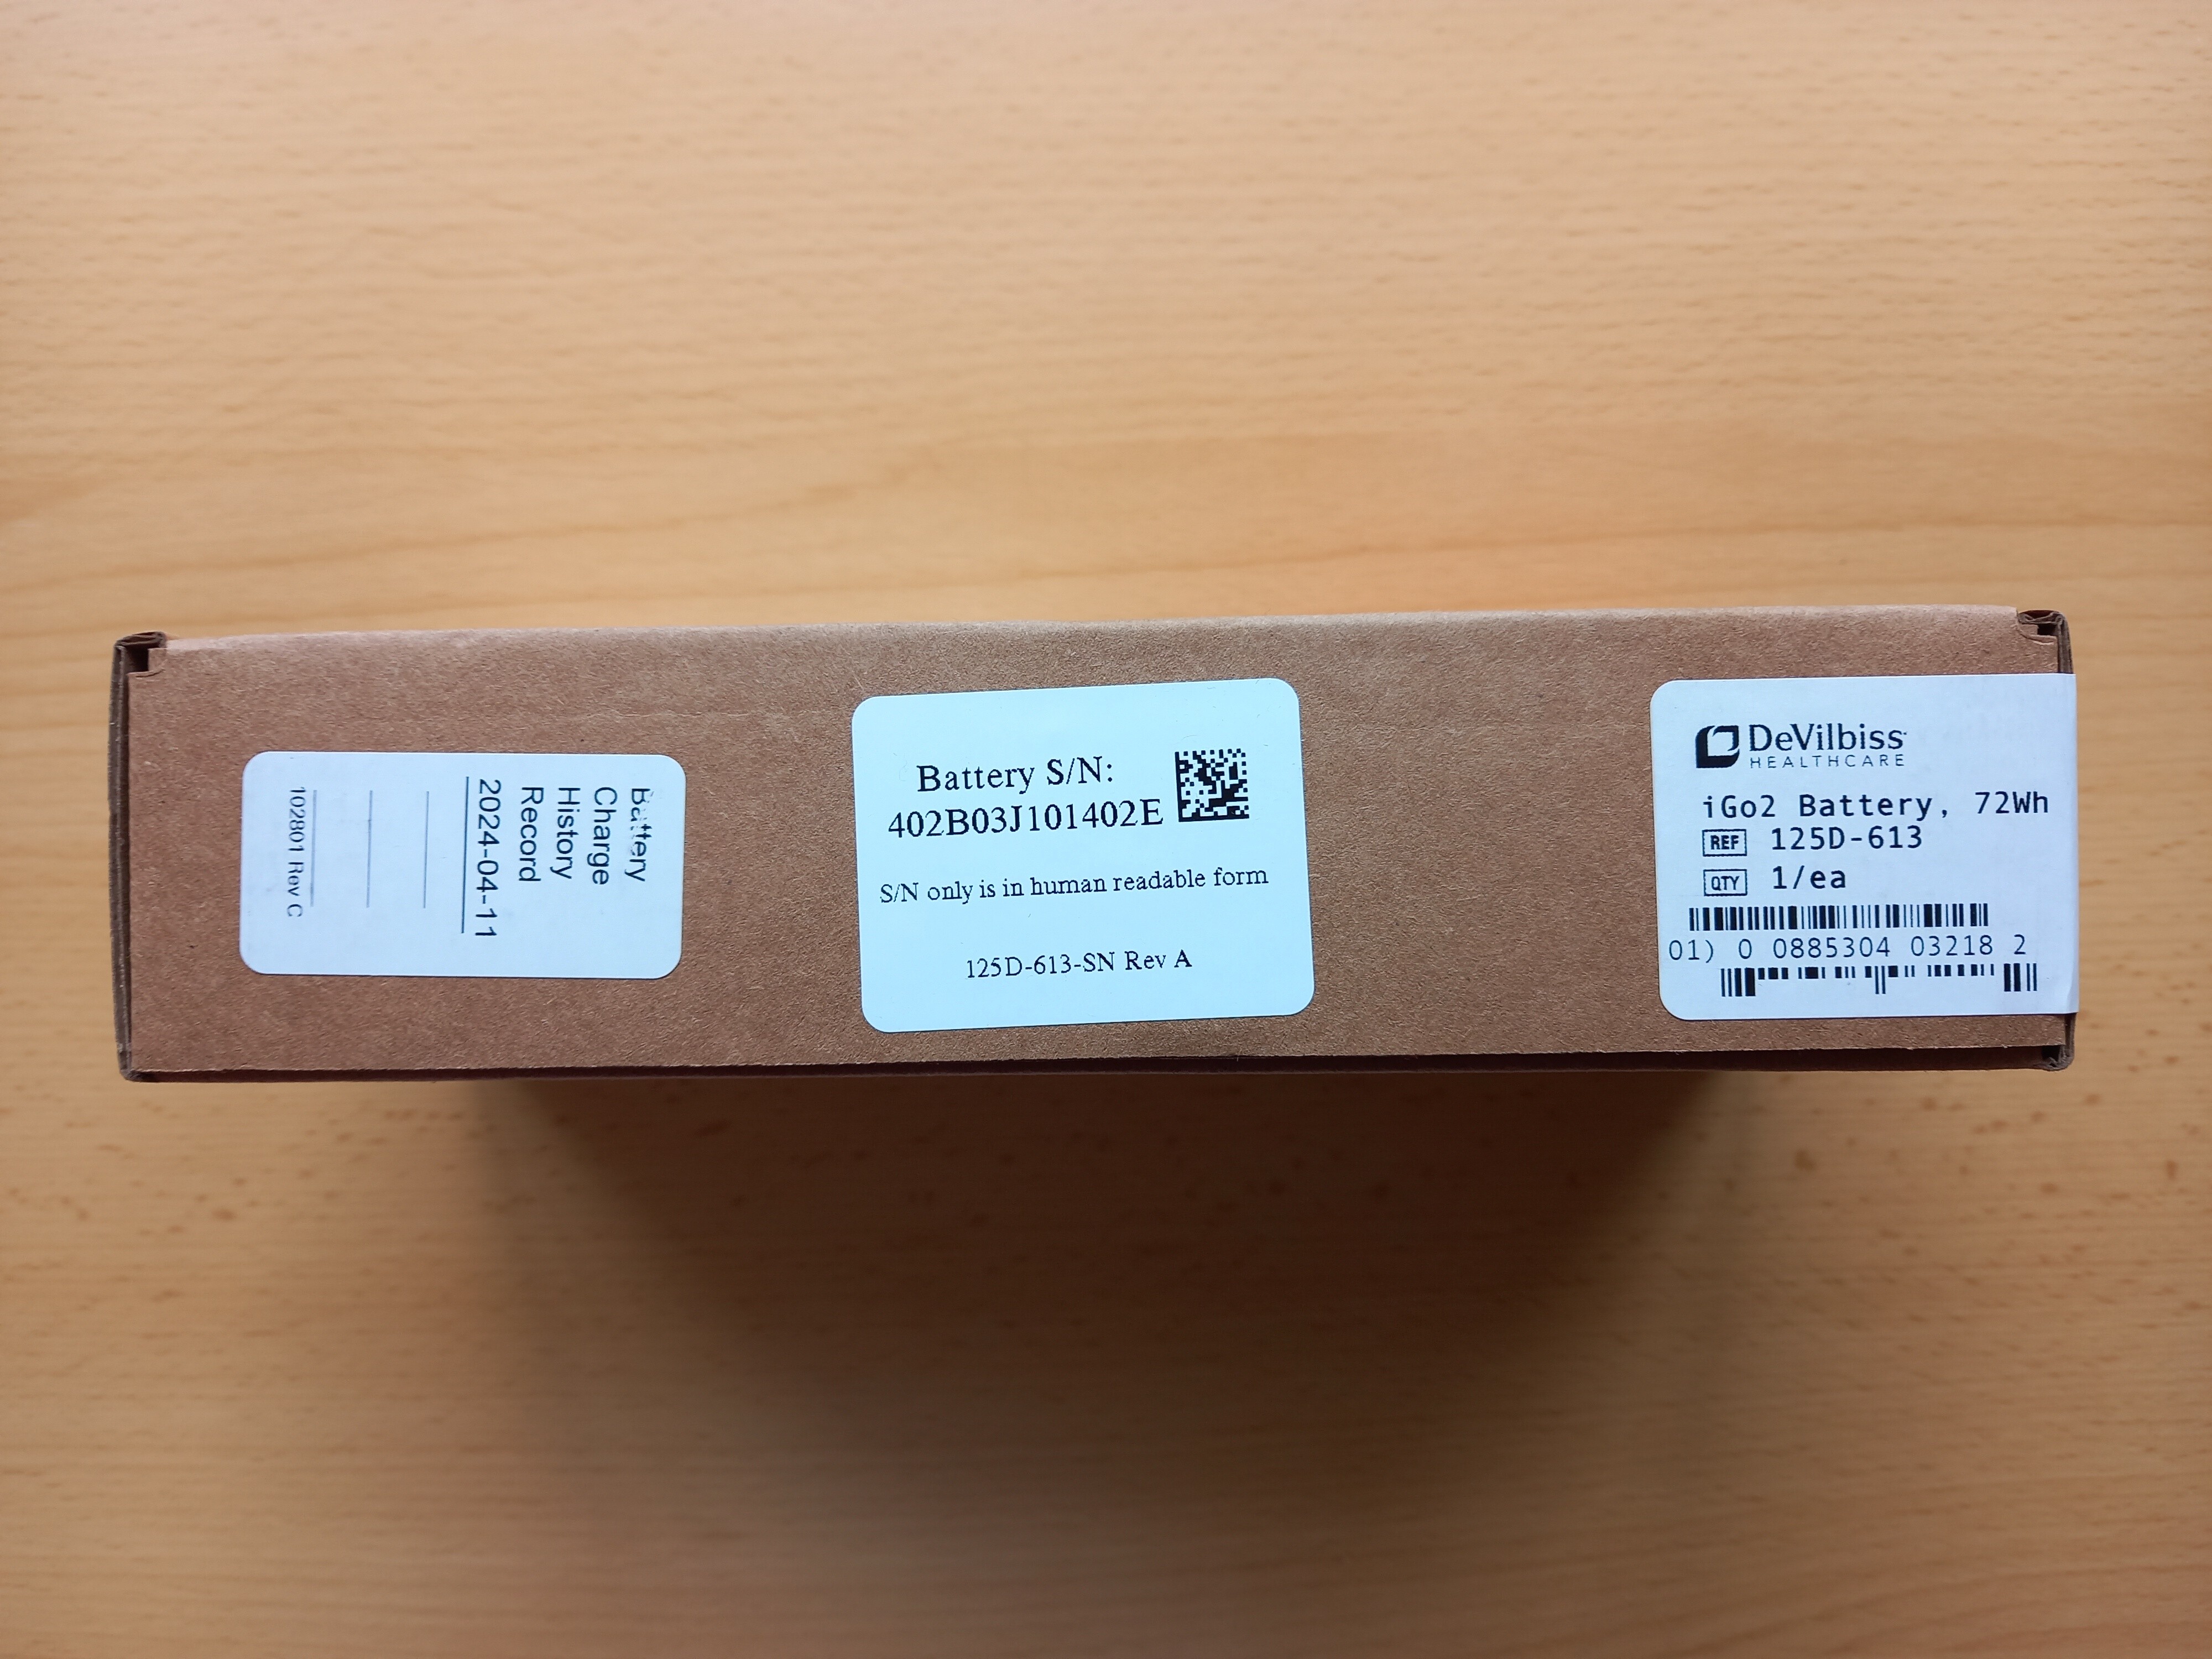 Battery
Charge
History
Record
2024-04-11
102801 Rev C
Battery S/N:
402B03J101402E
S/N only is in human readable form
125D-613-SN Rev A
DeVilbiss
HEALTHCARE
iGo2 Battery, 72Wh
REF 125D-613
QTY 1/ea
01) 0 0885304 03218 2